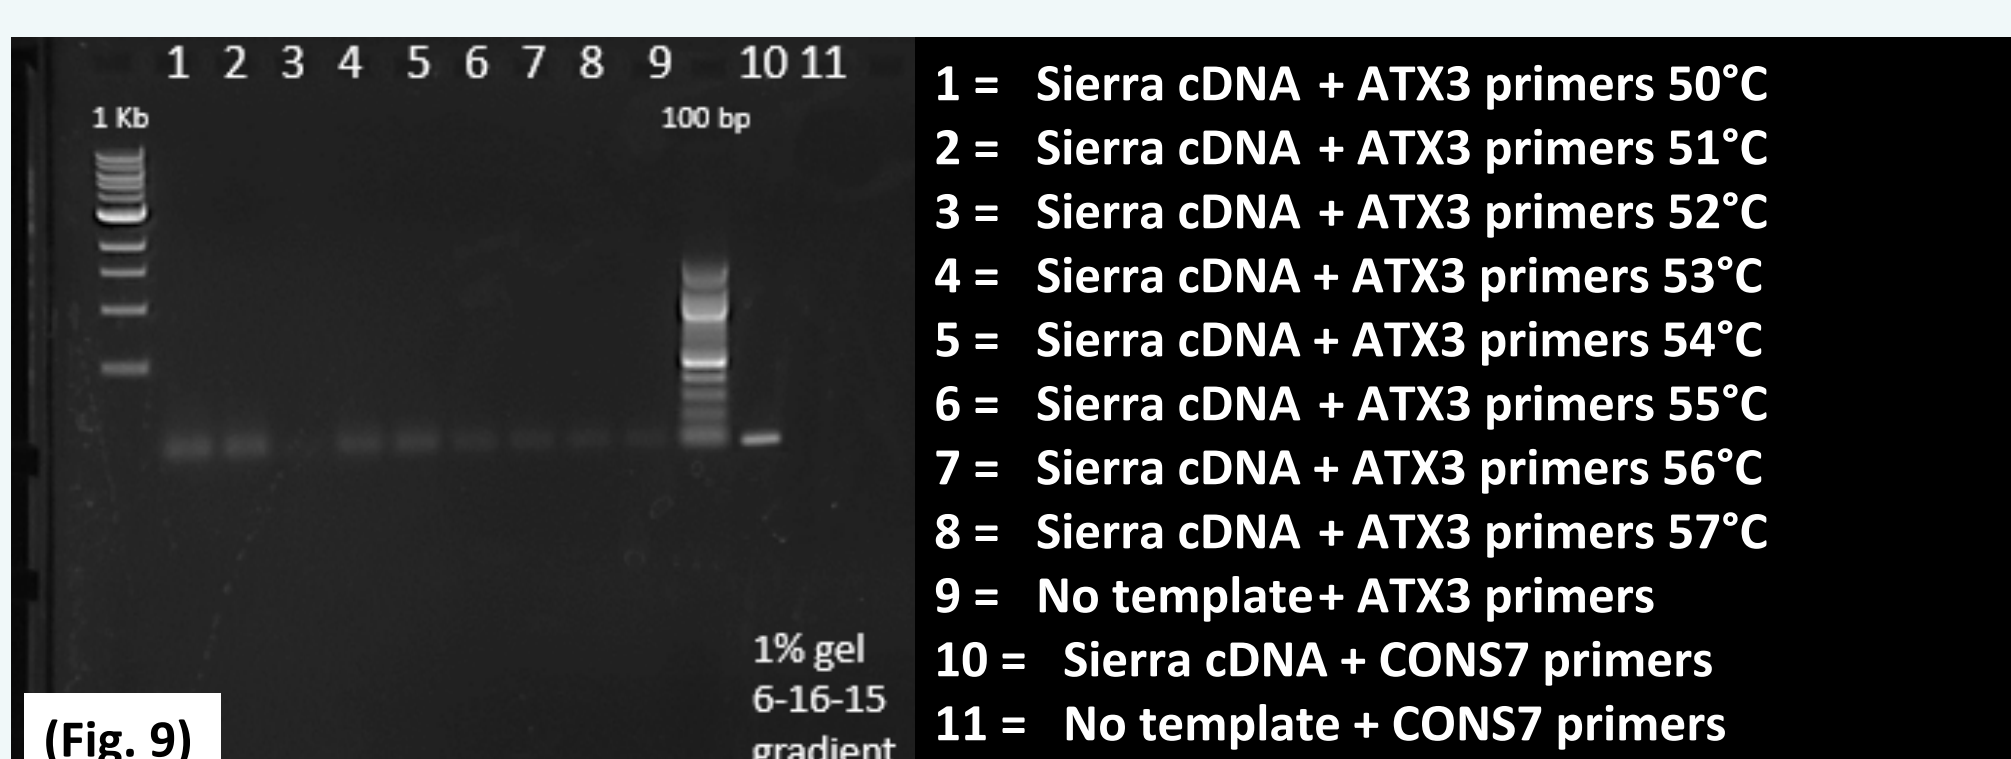 1 2 3 4 5 6 7 8 9 10 11
1 Kb 100 bp
1 = Sierra cDNA + ATX3 primers 50°C
2 = Sierra cDNA + ATX3 primers 51°C
3 = Sierra cDNA + ATX3 primers 52°C
4 = Sierra cDNA + ATX3 primers 53°C
5 = Sierra cDNA + ATX3 primers 54°C
6 = Sierra cDNA + ATX3 primers 55°C
7 = Sierra cDNA + ATX3 primers 56°C
8 = Sierra cDNA + ATX3 primers 57°C
9 = No template + ATX3 primers
10 = Sierra cDNA + CONS7 primers
11 = No template + CONS7 primers
1% gel
6-16-15
gradient
(Fig. 9)